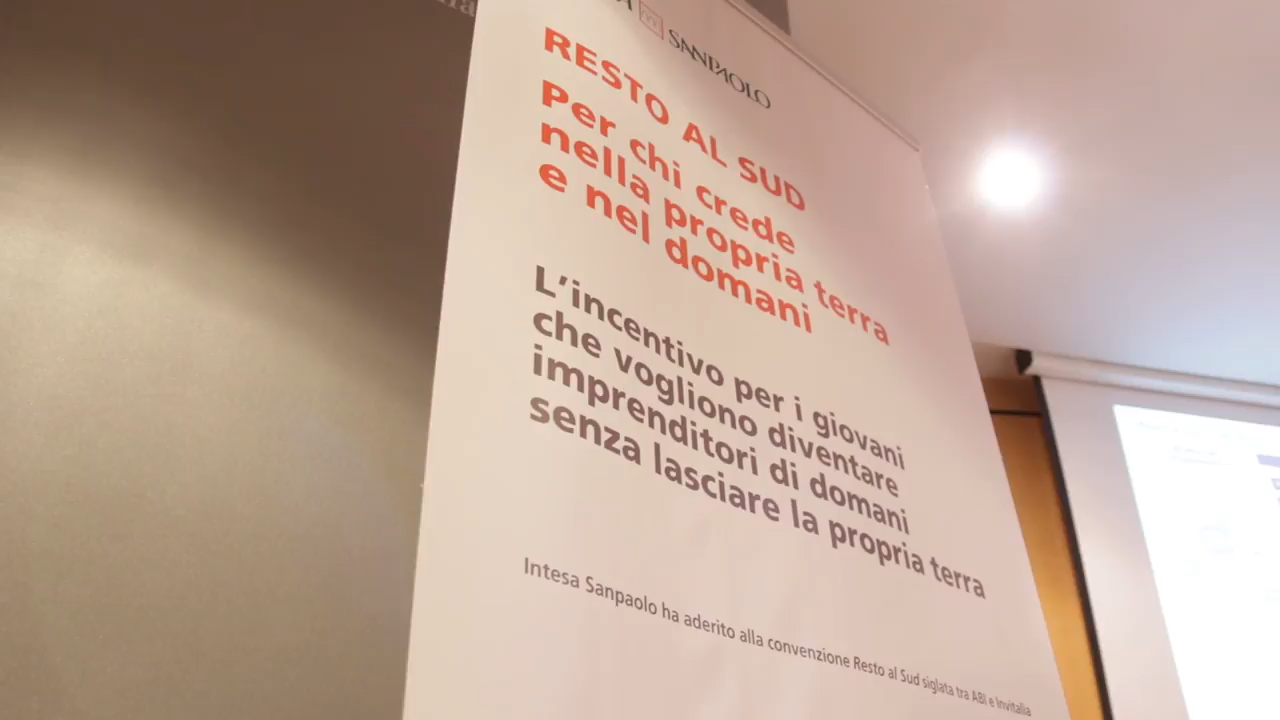 SANPAOLO
RESTO AL SUD
Per chi crede
nella propria terra
e nel domani
L'incentivo per i giovani
che vogliono diventare
imprenditori di domani
senza lasciare la propria terra
Intesa Sanpaolo ha aderito alla convenzione Resto al Sud siglata tra ABI e Invitalia